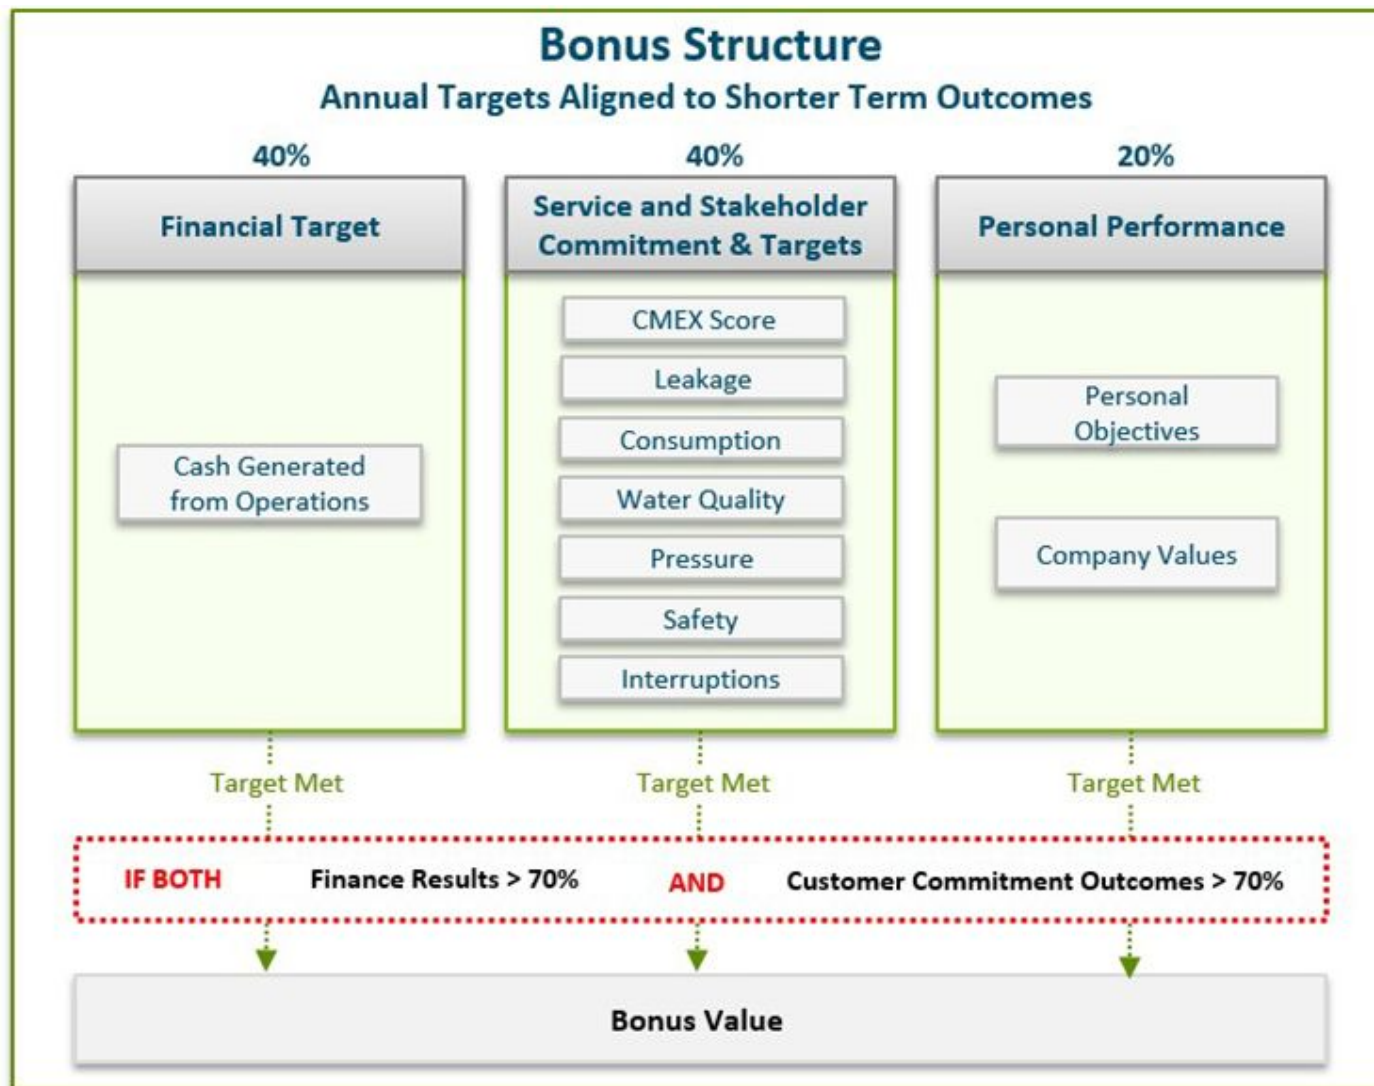 Bonus Structure
Annual Targets Aligned to Shorter Term Outcomes
40%
Financial Target
Cash Generated
from Operations
Target Met
40%
Service and Stakeholder
Commitment & Targets
CMEX Score
Leakage
Consumption
Water Quality
Pressure
Safety
Interruptions
Target Met
20%
Personal Performance
Personal
Objectives
Company Values
Target Met
IF BOTH Finance Results > 70% AND Customer Commitment Outcomes > 70%
Bonus Value